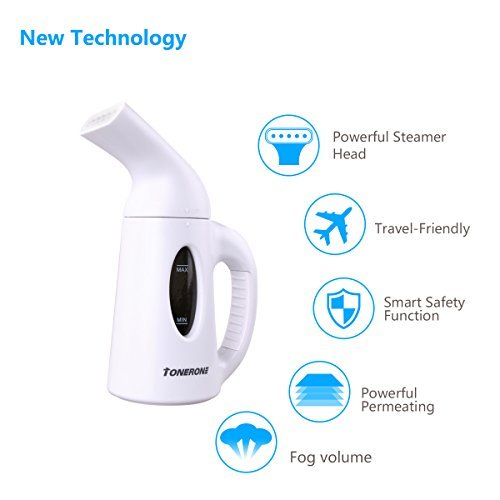 New Technology
Powerful Steamer
Head
Travel-Friendly
MAX
Smart Safety
Function
MIN
TONERONE
Powerful
Permeating
Fog volume